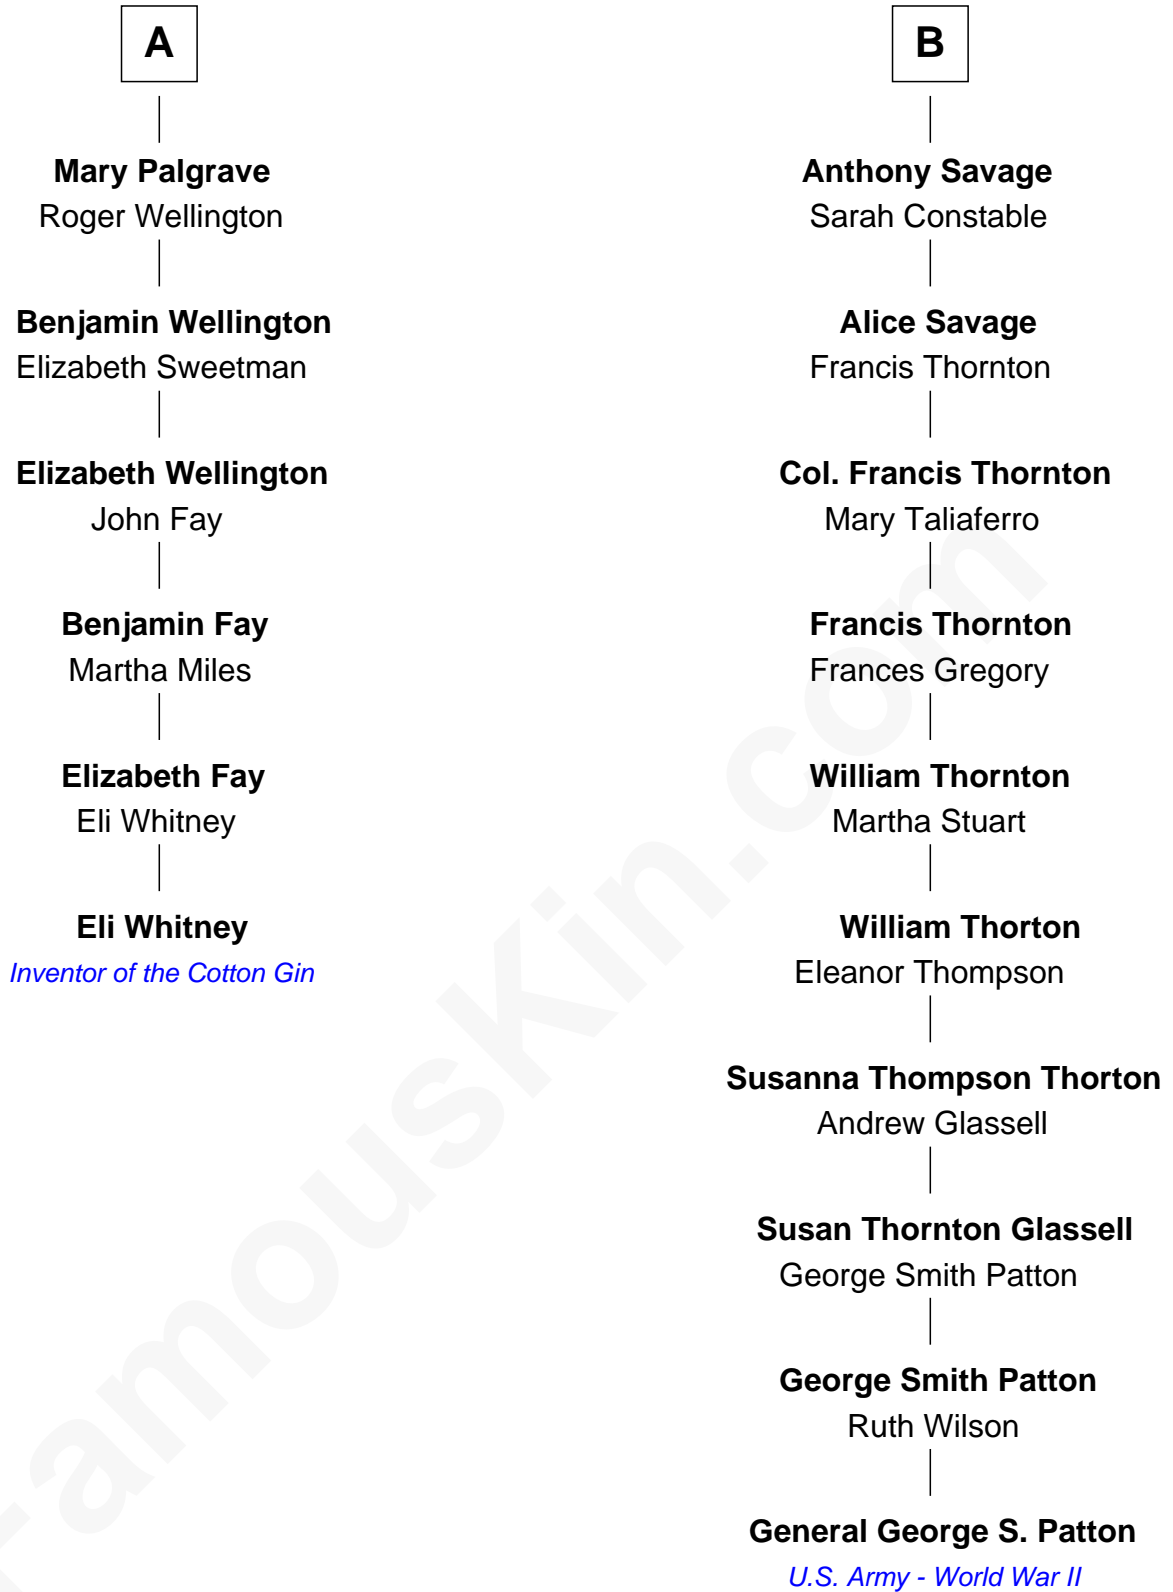 A
Mary Palgrave
Roger Wellington
Benjamin Wellington
Elizabeth Sweetman
Elizabeth Wellington
John Fay
Benjamin Fay
Martha Miles
Elizabeth Fay
Eli Whitney
Eli Whitney
Inventor of the Cotton Gin
B
Anthony Savage
Sarah Constable
Alice Savage
Francis Thornton
Col. Francis Thornton
Mary Taliaferro
Francis Thornton
Frances Gregory
William Thornton
Martha Stuart
William Thorton
Eleanor Thompson
Susanna Thompson Thorton
Andrew Glassell
Susan Thornton Glassell
George Smith Patton
George Smith Patton
Ruth Wilson
General George S. Patton
U.S. Army - World War II
FamousKin.com